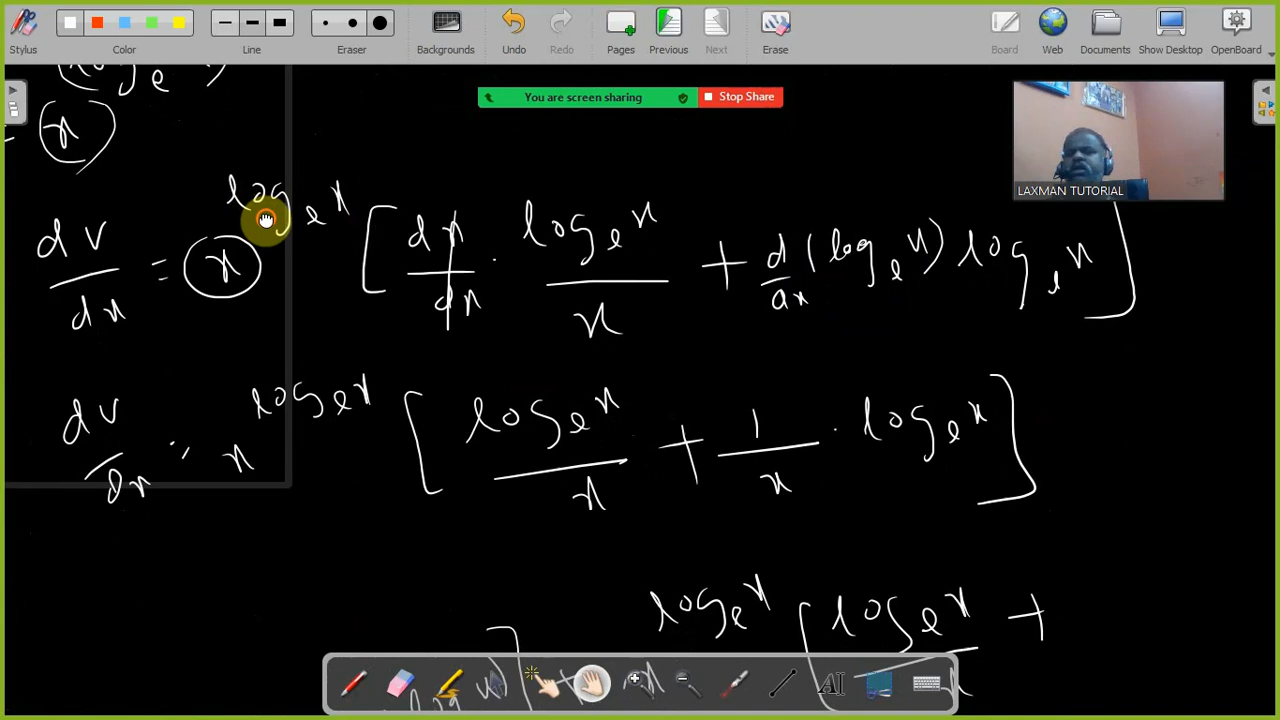 Stylus Color Line Eraser Backgrounds Undo Redo Pages Previous Next Erase Board Web Documents Show Desktop OpenBoard
You are screen sharing Stop Share
LAXMAN TUTORIAL
x
dv/dx = x^(log_e x) [ dx/dx · log_e x / x + d/dx (log_e x) log_e x ]
dv/dx = x^(log_e x) [ log_e x / x + 1/x · log_e x ]
log_e x [ log_e x +